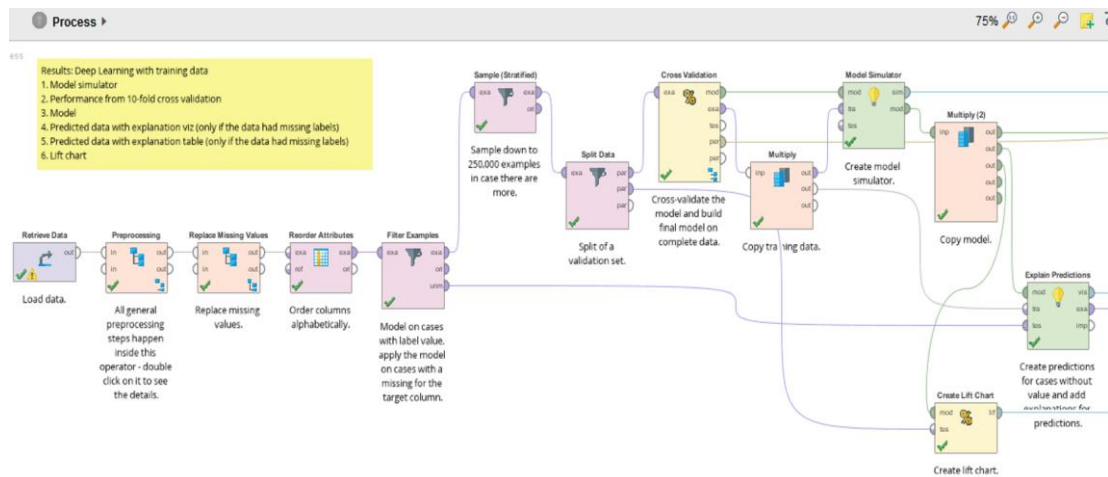 Process
75%
ess
Results: Deep Learning with training data
1. Model simulator
2. Performance from 10-fold cross validation
3. Model
4. Predicted data with explanation viz (only if the data had missing labels)
5. Predicted data with explanation table (only if the data had missing labels)
6. Lift chart
Retrieve Data
out
Load data.
Preprocessing
in out
in out
All general
preprocessing
steps happen
inside this
operator - double
click on it to see
the details.
Replace Missing Values
in out
in out
Replace missing
values.
Reorder Attributes
exa exa
ref ori
Order columns
alphabetically.
Filter Examples
exa exa
ori
unm
Model on cases
with label value,
apply the model
on cases with a
missing for the
target column.
Sample (Stratified)
exa exa
ori
Sample down to
250.000 examples
in case there are
more.
Split Data
exa par
par
par
Split of a
validation set.
Cross Validation
exa mod
exa
tes
per
per
Cross-validate the
model and build
final model on
complete data.
Multiply
inp out
out
out
Copy training data.
Model Simulator
mod sim
tra mod
tes
Create model
simulator.
Multiply (2)
inp out
out
out
out
out
Copy model.
Explain Predictions
mod vis
tra exa
tes imp
Create predictions
for cases without
value and add
explanations for
predictions.
Create Lift Chart
mod lif
tes
Create lift chart.